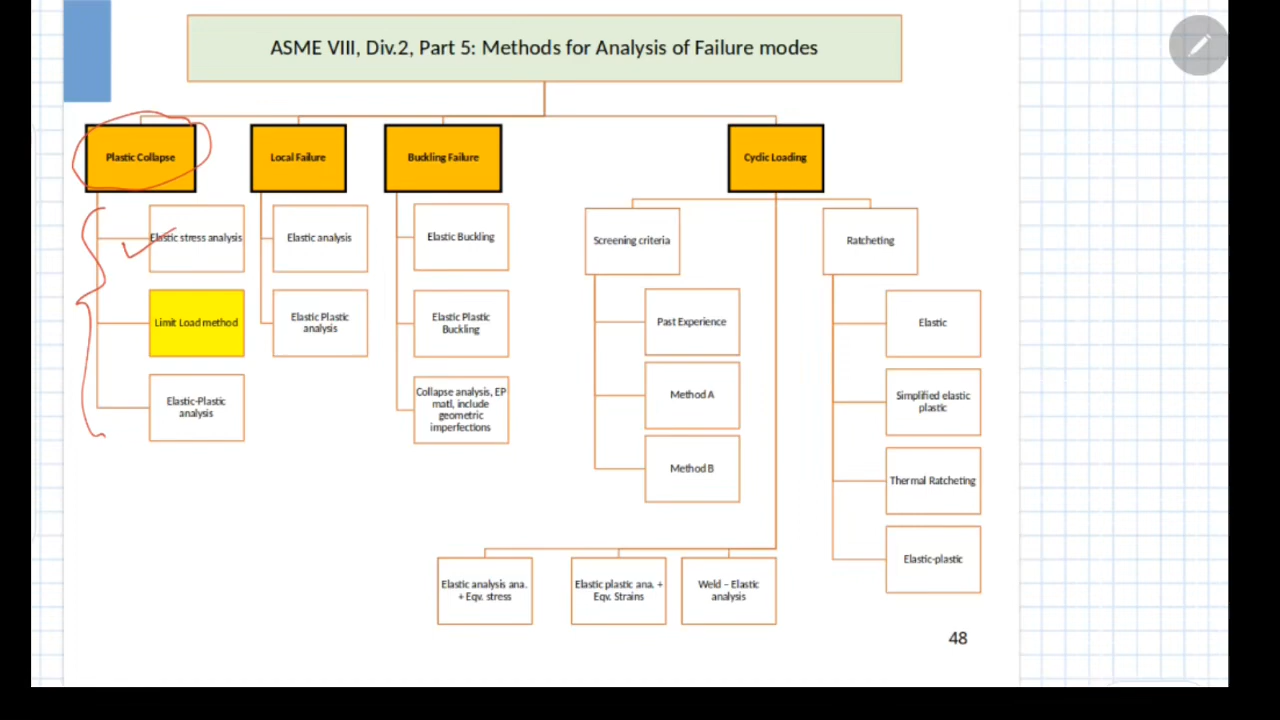 ASME VIII, Div.2, Part 5: Methods for Analysis of Failure modes
Plastic Collapse
Local Failure
Buckling Failure
Cyclic Loading
Elastic stress analysis
Limit Load method
Elastic-Plastic
analysis
Elastic analysis
Elastic Plastic
analysis
Elastic Buckling
Elastic Plastic
Buckling
Collapse analysis, EP
matl, include
geometric
imperfections
Screening criteria
Past Experience
Method A
Method B
Ratcheting
Elastic
Simplified elastic
plastic
Thermal Ratcheting
Elastic-plastic
Elastic analysis ana.
+ Eqv. stress
Elastic plastic ana. +
Eqv. Strains
Weld – Elastic
analysis
48